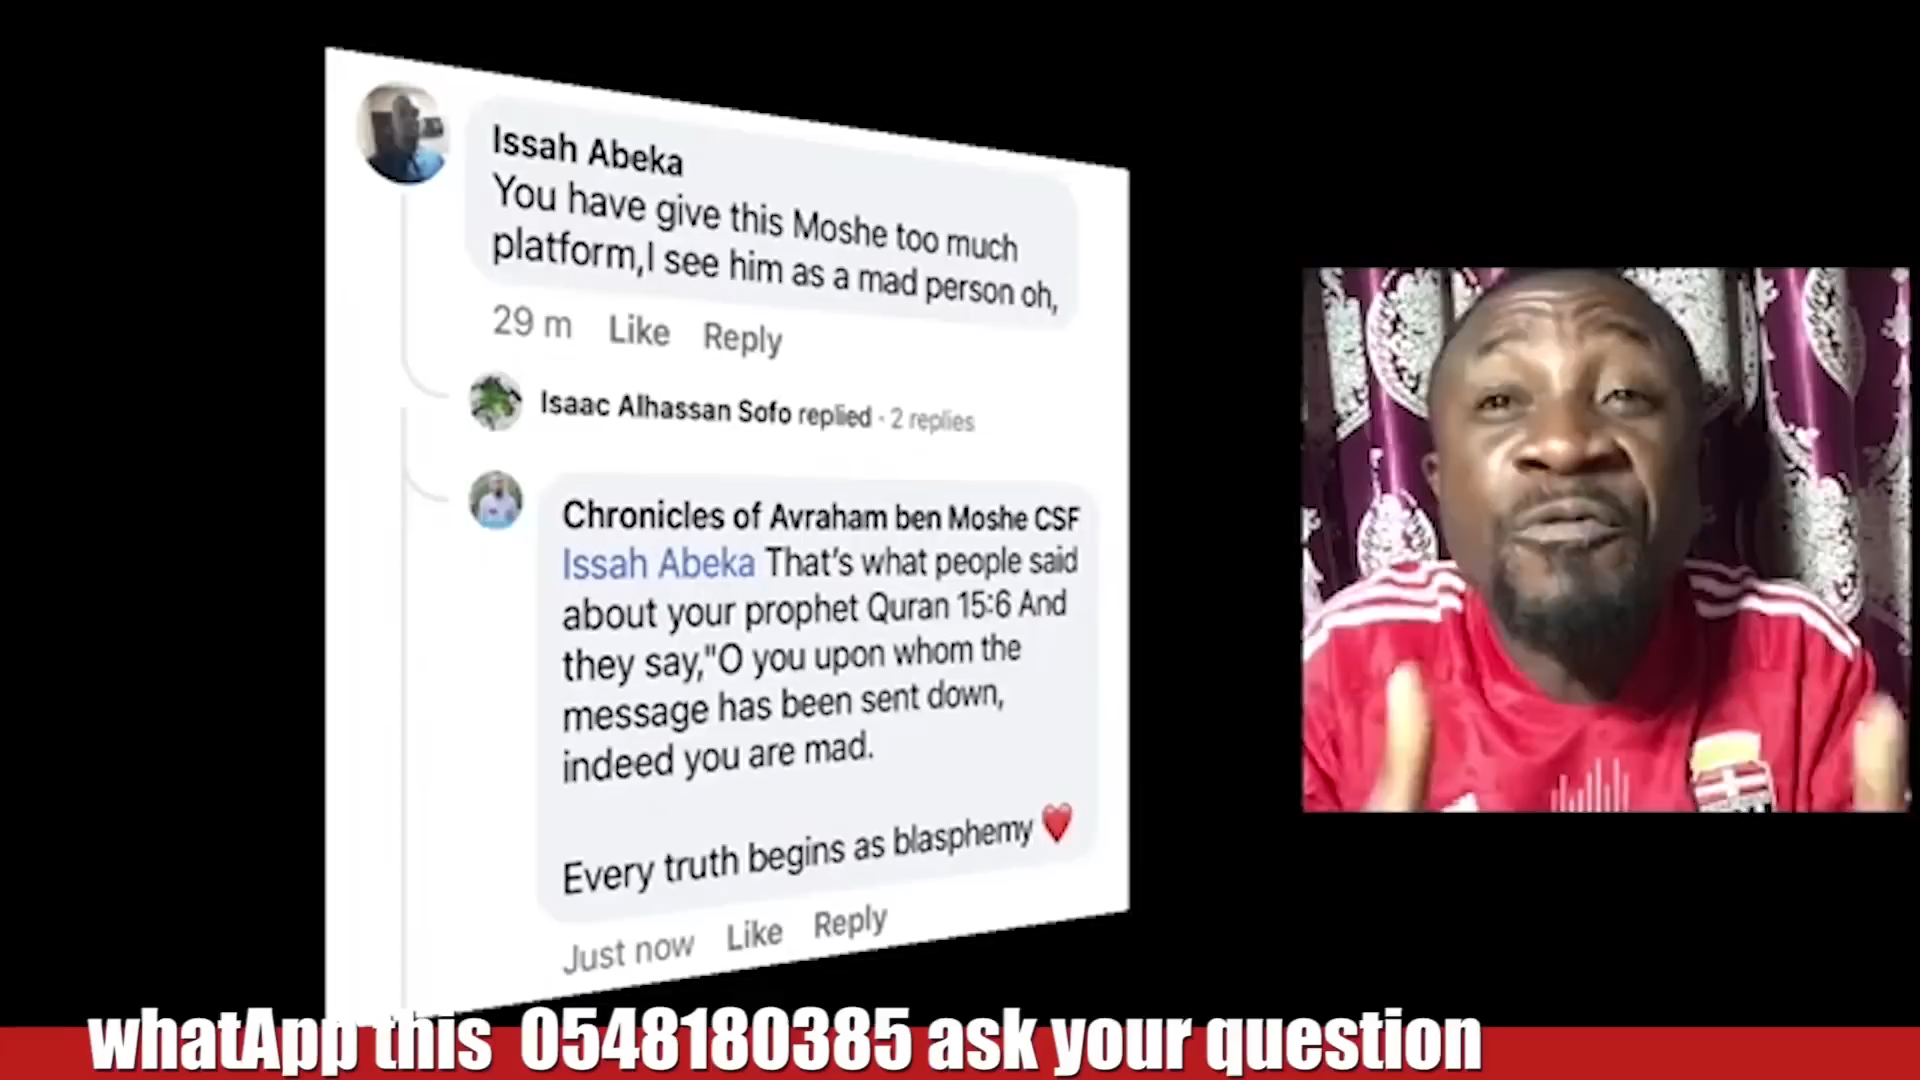 Issah Abeka
You have give this Moshe too much
platform,I see him as a mad person oh,
29 m Like Reply
Isaac Alhassan Sofo replied · 2 replies
Chronicles of Avraham ben Moshe CSF
Issah Abeka That's what people said
about your prophet Quran 15:6 And
they say,"O you upon whom the
message has been sent down,
indeed you are mad.
Every truth begins as blasphemy
Just now Like Reply
whatApp this 0548180385 ask your question